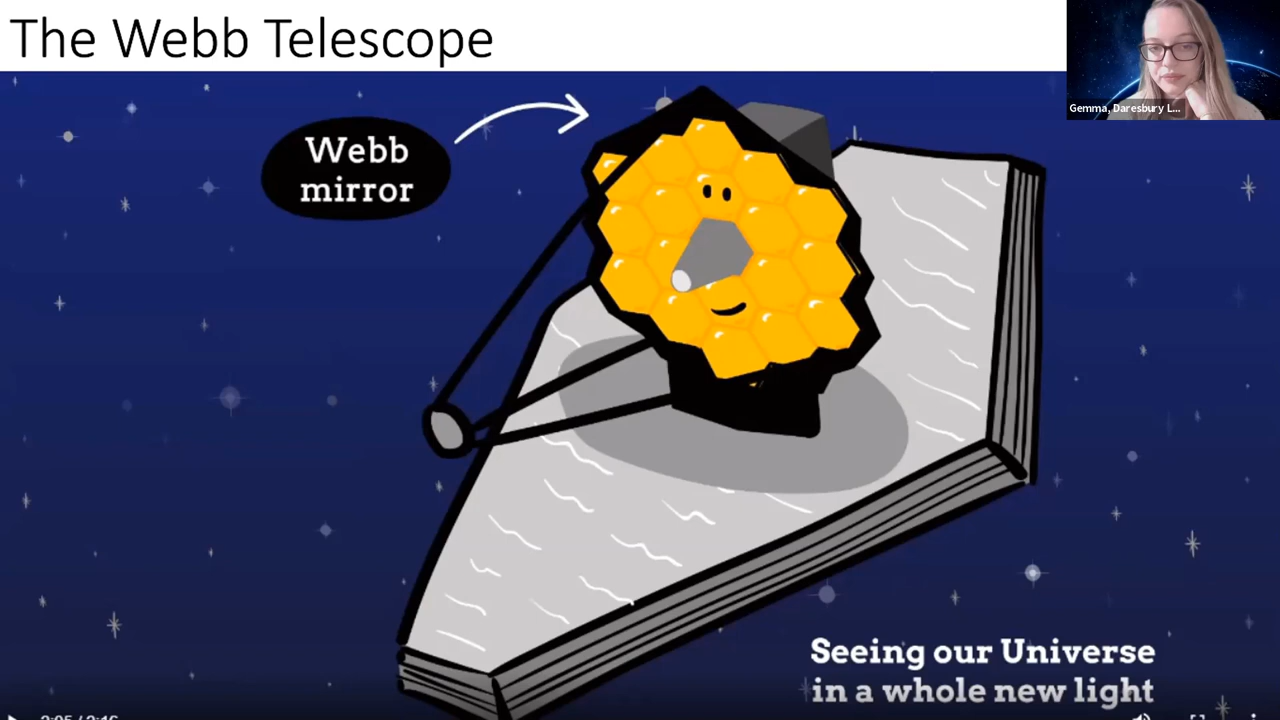 The Webb Telescope
Gemma, Daresbury L...
Webb
mirror
Seeing our Universe
in a whole new light